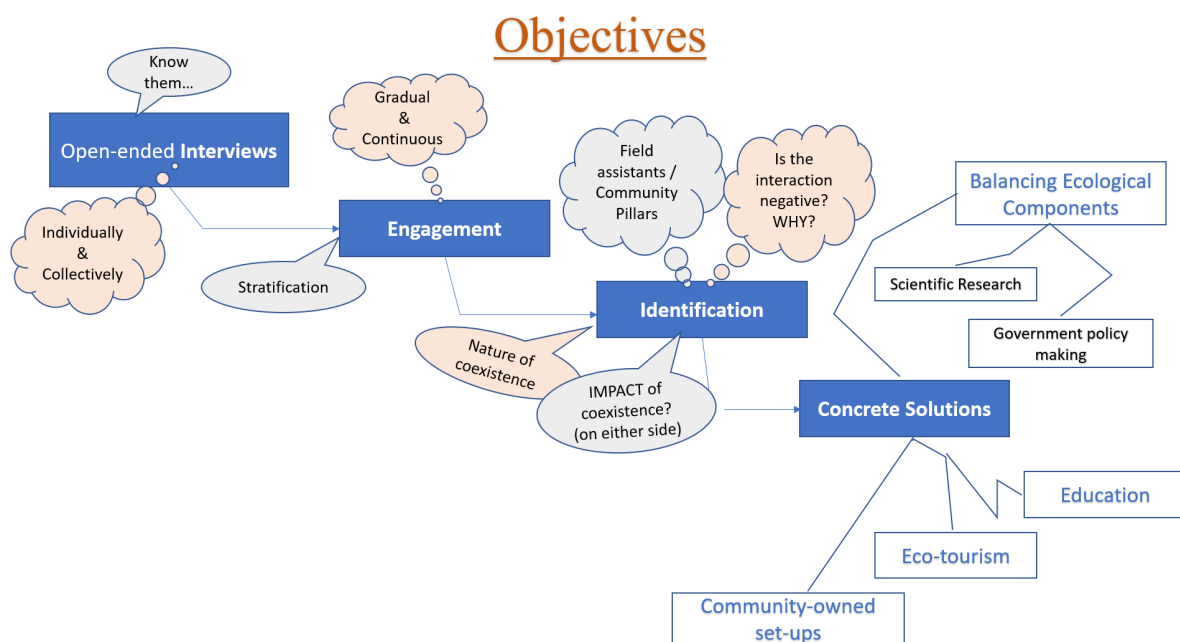 Objectives
Know
them...
Open-ended Interviews
Individually
&
Collectively
Gradual
&
Continuous
Engagement
Stratification
Field
assistants /
Community
Pillars
Is the
interaction
negative?
WHY?
Identification
Nature of
coexistence
IMPACT of
coexistence?
(on either side)
Balancing Ecological
Components
Scientific Research
Government policy
making
Concrete Solutions
Education
Eco-tourism
Community-owned
set-ups